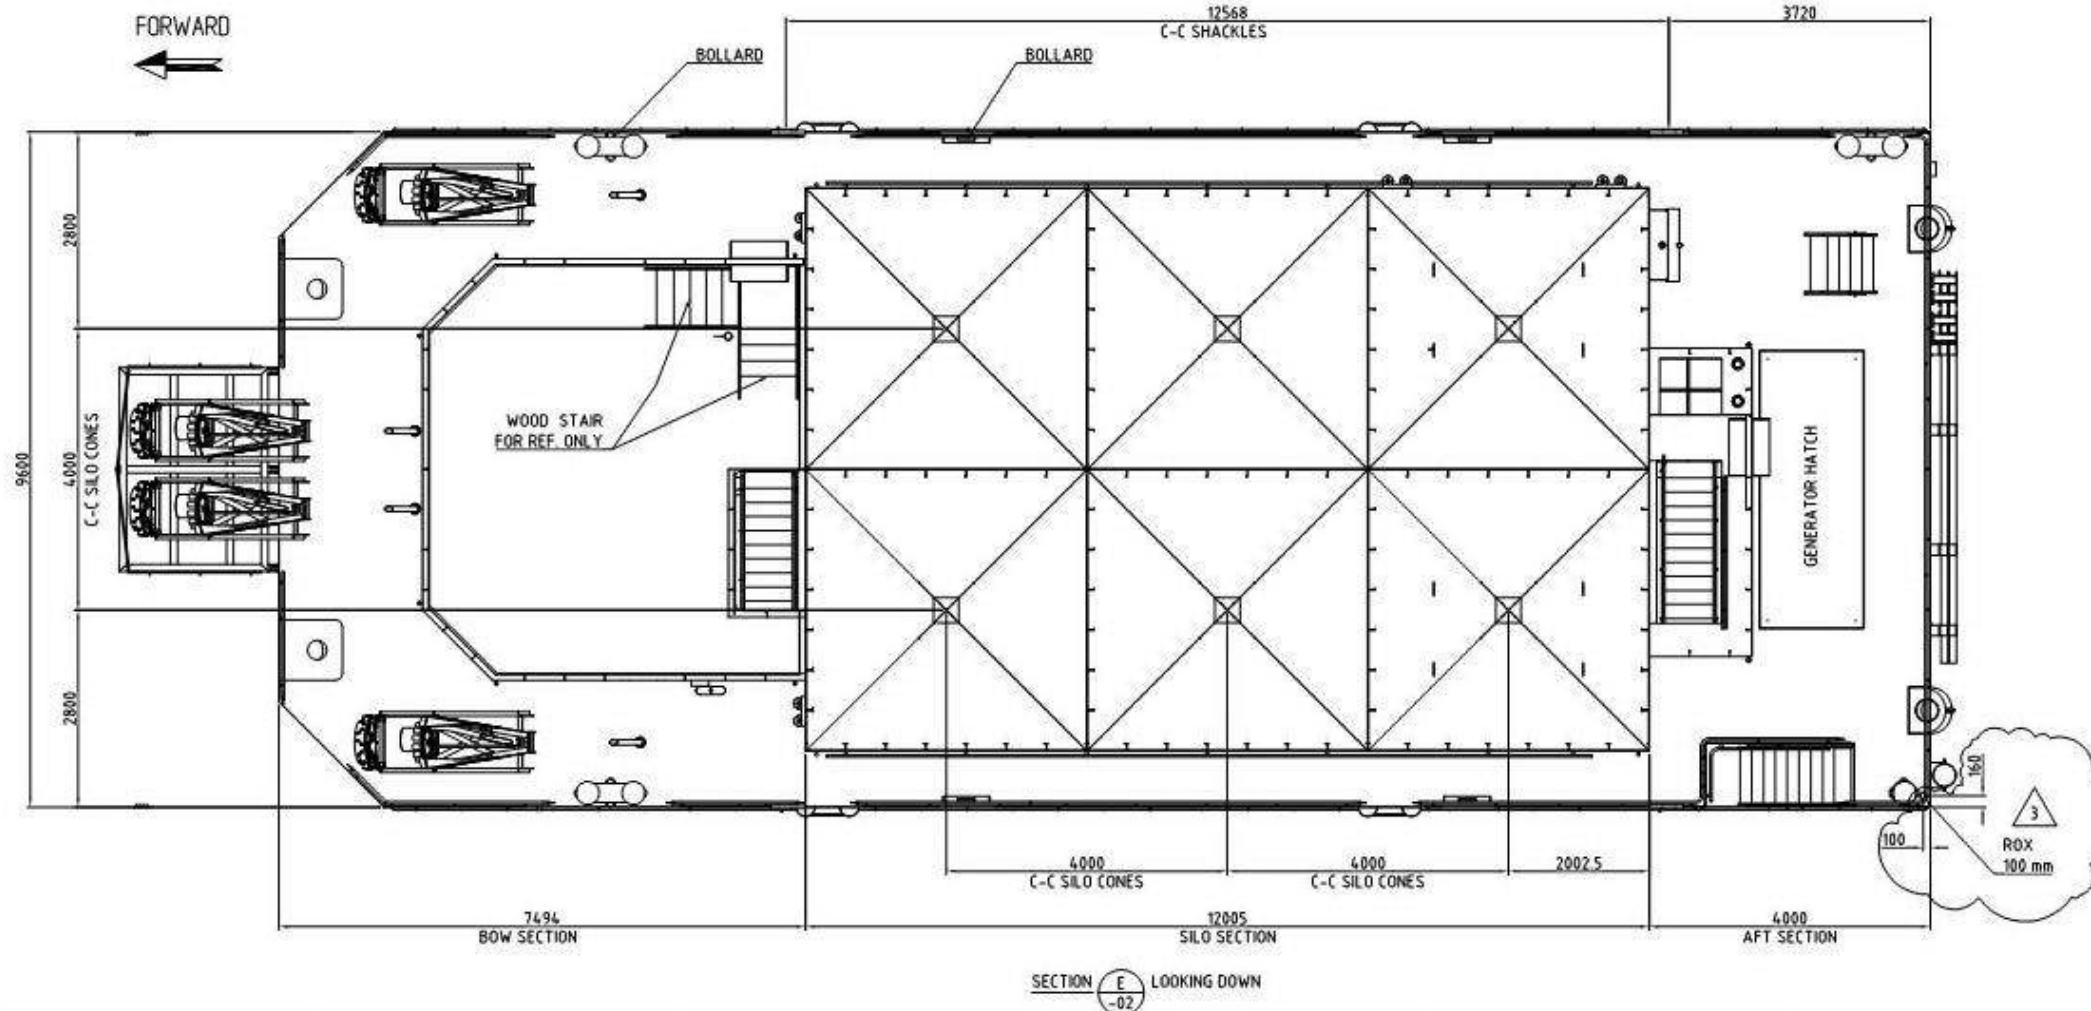 FORWARD
12568
C-C SHACKLES
3720
BOLLARD
BOLLARD
2800
9600
4000
C-C SILO CONES
2800
WOOD STAIR
FOR REF. ONLY
GENERATOR HATCH
160
3
100
ROX
100 mm
4000
C-C SILO CONES
4000
C-C SILO CONES
2002.5
7494
BOW SECTION
12005
SILO SECTION
4000
AFT SECTION
SECTION E LOOKING DOWN
-02